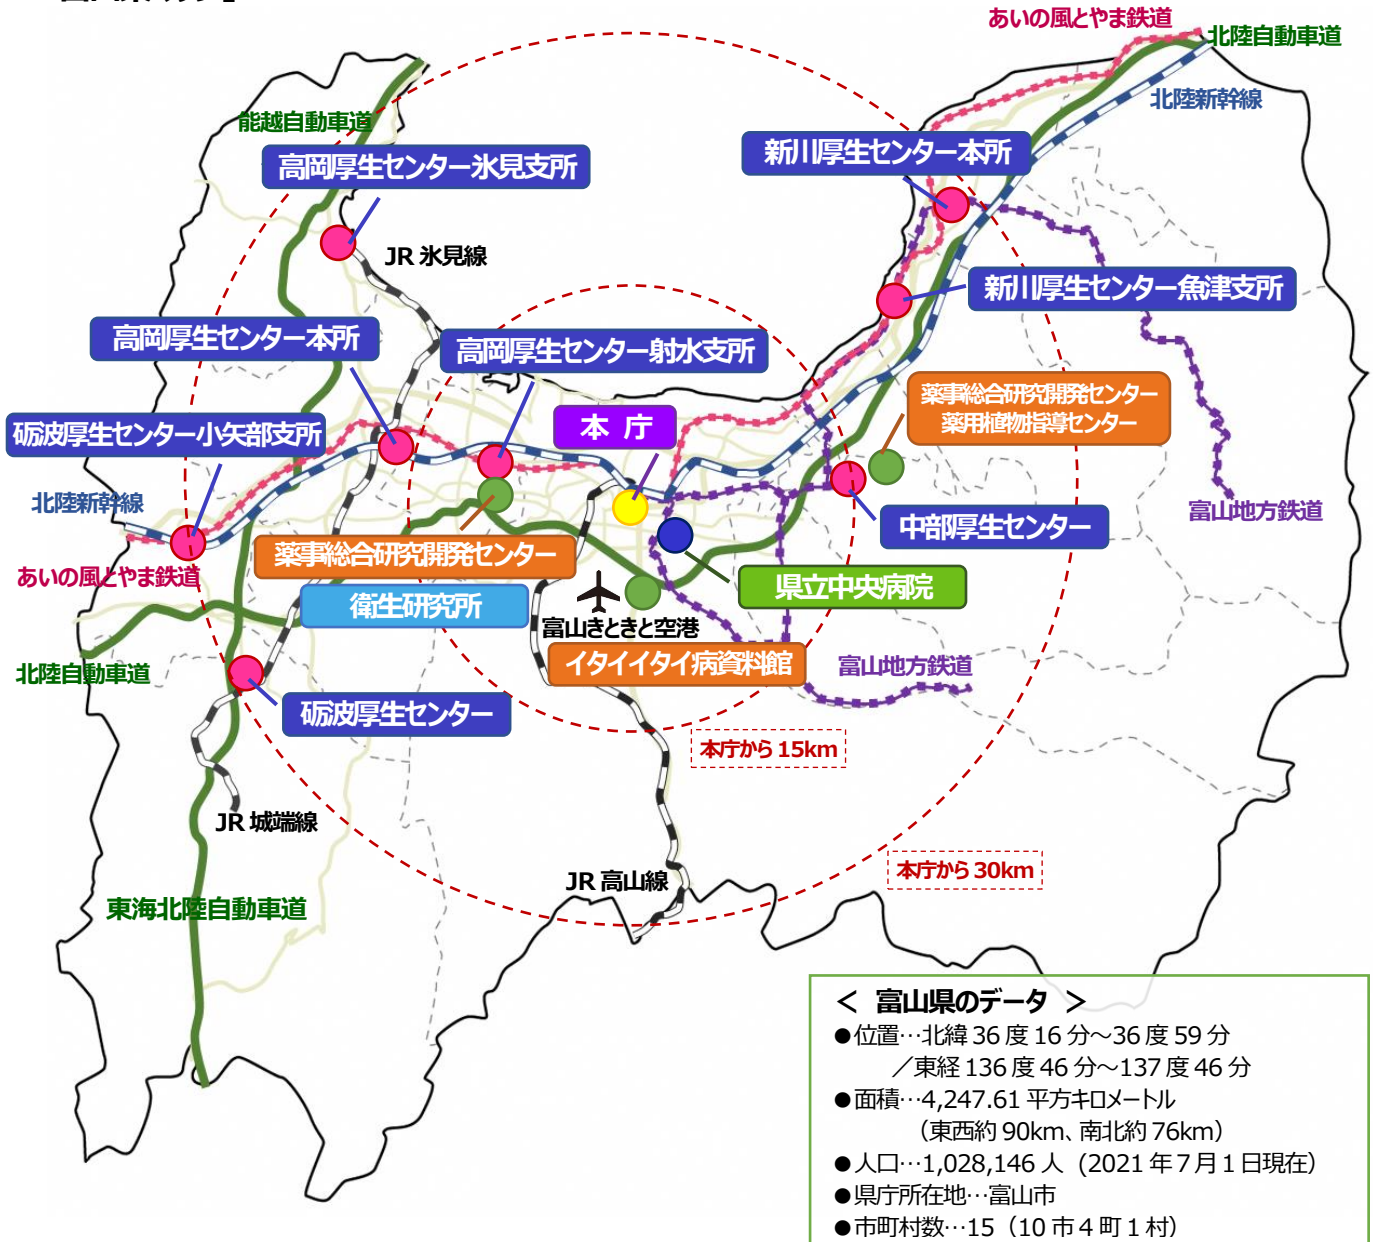 あいの風とやま鉄道
北陸自動車道
北陸新幹線
能越自動車道
高岡厚生センター氷見支所
新川厚生センター本所
JR 氷見線
新川厚生センター魚津支所
高岡厚生センター本所
高岡厚生センター射水支所
薬事総合研究開発センター
薬用植物指導センター
本 庁
砺波厚生センター小矢部支所
北陸新幹線
富山地方鉄道
中部厚生センター
薬事総合研究開発センター
あいの風とやま鉄道
県立中央病院
衛生研究所
富山きときと空港
イタイイタイ病資料館
富山地方鉄道
北陸自動車道
砺波厚生センター
本庁から 15km
JR 城端線
本庁から 30km
JR 高山線
東海北陸自動車道
＜ 富山県のデータ ＞
●位置…北緯 36 度 16 分～36 度 59 分
／東経 136 度 46 分～137 度 46 分
●面積…4,247.61 平方キロメートル
（東西約 90km、南北約 76km）
●人口…1,028,146 人 (2021 年７月１日現在）
●県庁所在地…富山市
●市町村数…15（10 市４町１村）